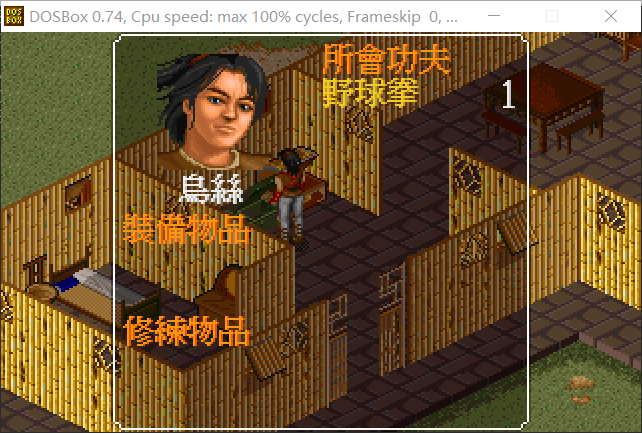 DOSBox 0.74, Cpu speed: max 100% cycles, Frameskip 0, ...
所會功夫
野球拳 1
烏絲
裝備物品
修練物品